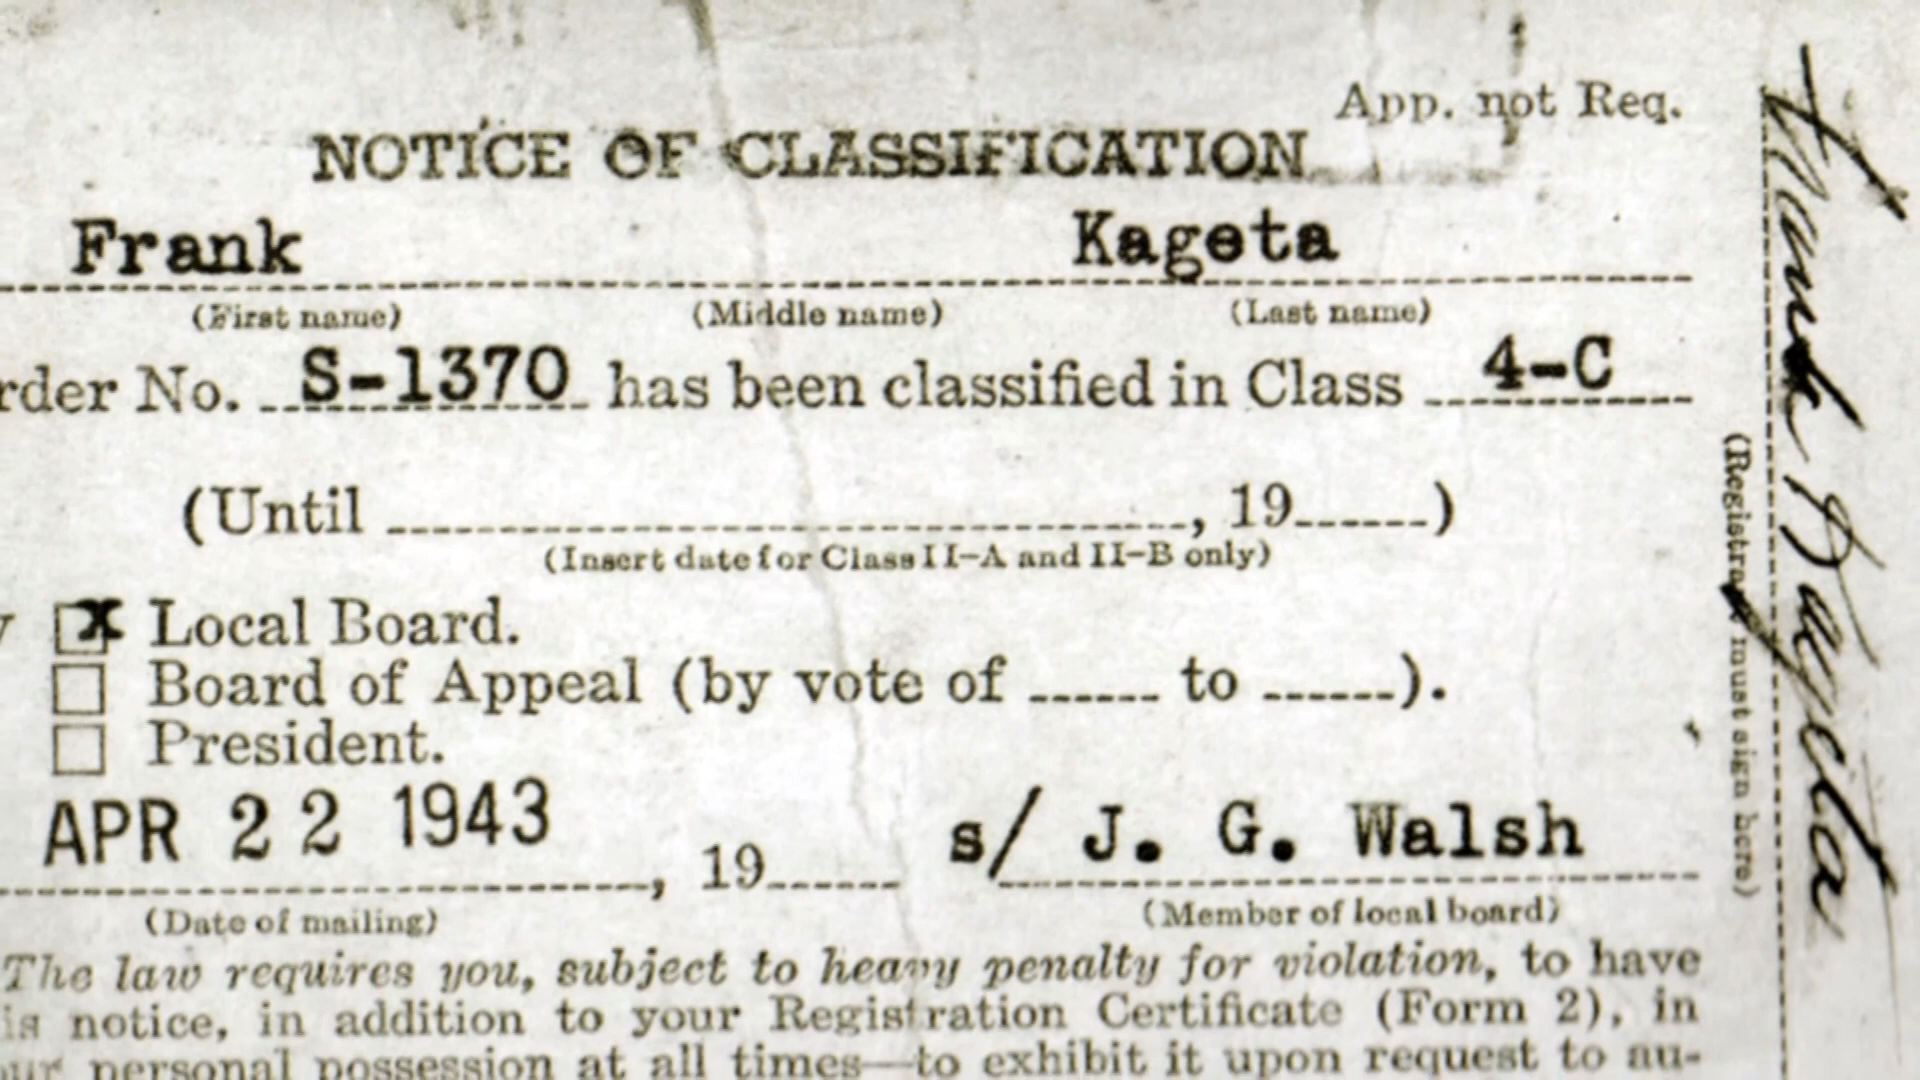 App. not Req.
NOTICE OF CLASSIFICATION
Frank Kageta
(First name) (Middle name) (Last name)
rder No. S-1370 has been classified in Class 4-C
(Until , 19 )
(Insert date for Class II-A and II-B only)
y x Local Board.
Board of Appeal (by vote of to ).
President.
APR 22 1943 , 19 s/ J. G. Walsh
(Date of mailing) (Member of local board)
The law requires you, subject to heavy penalty for violation, to have
is notice, in addition to your Registration Certificate (Form 2), in
ur personal possession at all times—to exhibit it upon request to au-
(Registrant must sign here)
Frank Kageta